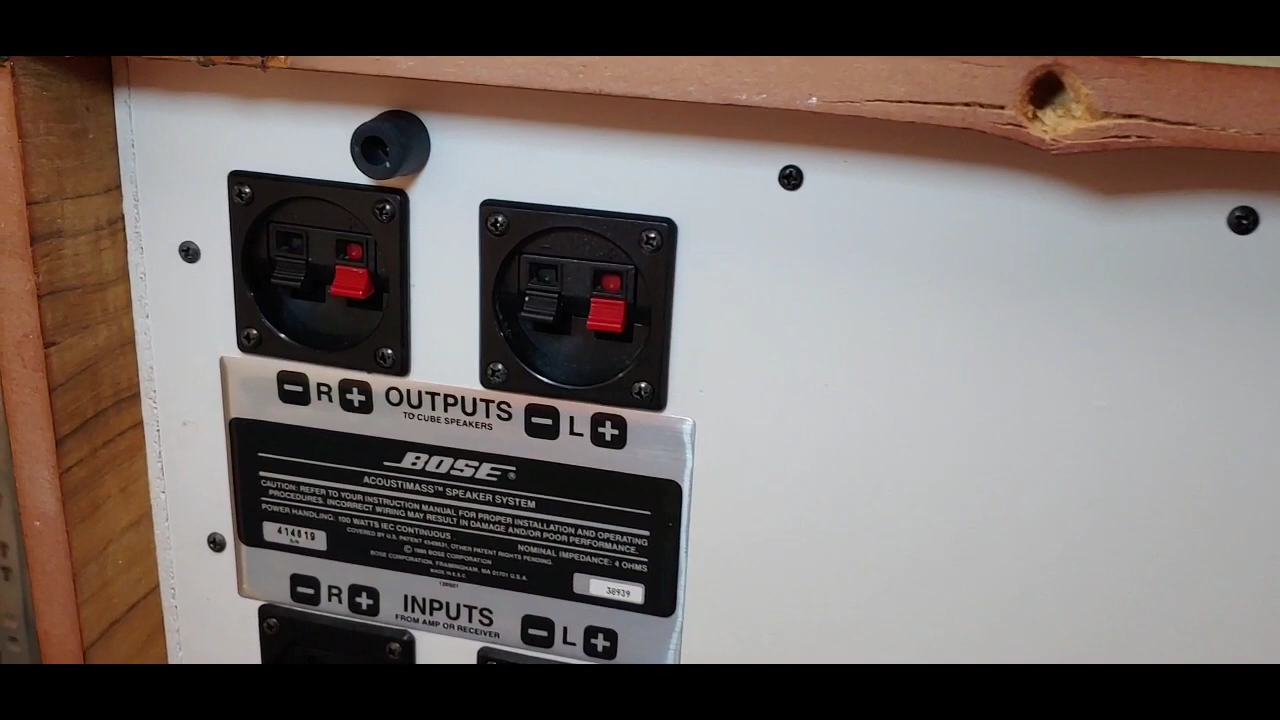 − R + OUTPUTS − L +
TO CUBE SPEAKERS
BOSE®
ACOUSTIMASS™ SPEAKER SYSTEM
CAUTION: REFER TO YOUR INSTRUCTION MANUAL FOR PROPER INSTALLATION AND OPERATING
PROCEDURES. INCORRECT WIRING MAY RESULT IN DAMAGE AND/OR POOR PERFORMANCE.
POWER HANDLING: 100 WATTS IEC CONTINUOUS NOMINAL IMPEDANCE: 4 OHMS
COVERED BY U.S. PATENT OTHER PATENT RIGHTS PENDING.
BOSE CORPORATION
BOSE CORPORATION, FRAMINGHAM, MA 01701 U.S.A.
414819
S/N
38939
− R + INPUTS − L +
FROM AMP OR RECEIVER